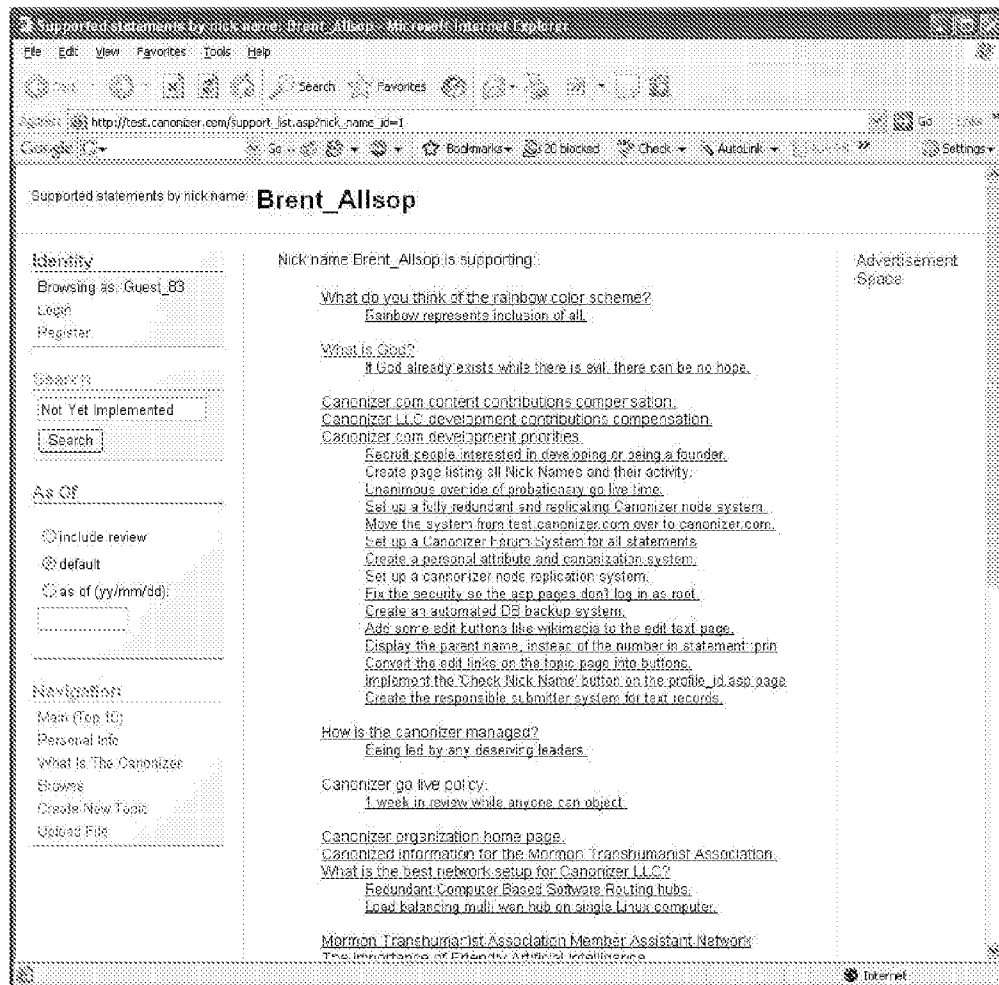 Supported statements by nick name: Brent_Allsop - Microsoft Internet Explorer
File Edit View Favorites Tools Help
Search Favorites
Address http://test.canonizer.com/support_list.asp?nick_name_id=1 Go Links
Google Go Bookmarks 20 blocked Check AutoLink Settings
Supported statements by nick name: Brent_Allsop
Identity
Browsing as: Guest_83
Login
Register
Search
Not Yet Implemented
Search
As Of
include review
default
as of (yy/mm/dd):
Navigation
Main (Top 10)
Personal Info
What Is The Canonizer
Browse
Create New Topic
Upload File
Nick name Brent_Allsop is supporting:
What do you think of the rainbow color scheme?
Rainbow represents inclusion of all.
What is God?
If God already exists while there is evil, there can be no hope.
Canonizer.com content contributions compensation.
Canonizer LLC development contributions compensation.
Canonizer.com development priorities.
Recruit people interested in developing or being a founder.
Create page listing all Nick Names and their activity.
Unanimous override of probationary go live time.
Set up a fully redundant and replicating Canonizer node system.
Move the system from test.canonizer.com over to canonizer.com.
Set up a Canonizer Forum System for all statements
Create a personal attribute and canonization system.
Set up a cannonizer node replication system.
Fix the security so the asp pages don't log in as root.
Create an automated DB backup system.
Add some edit buttons like wikimedia to the edit text page.
Display the parent name, instead of the number in statement::prin
Convert the edit links on the topic page into buttons.
Implement the 'Check Nick Name' button on the profile_id.asp page
Create the responsible submitter system for text records.
How is the canonizer managed?
Being led by any deserving leaders.
Canonizer go live policy.
1 week in review while anyone can object.
Canonizer organization home page.
Canonized information for the Mormon Transhumanist Association.
What is the best network setup for Canonizer LLC?
Redundant Computer Based Software Routing hubs.
Load balancing multi wan hub on single Linux computer.
Mormon Transhumanist Association Member Assistant Network
The Importance of Friendly Artificial Intelligence
Advertisement
Space
Internet